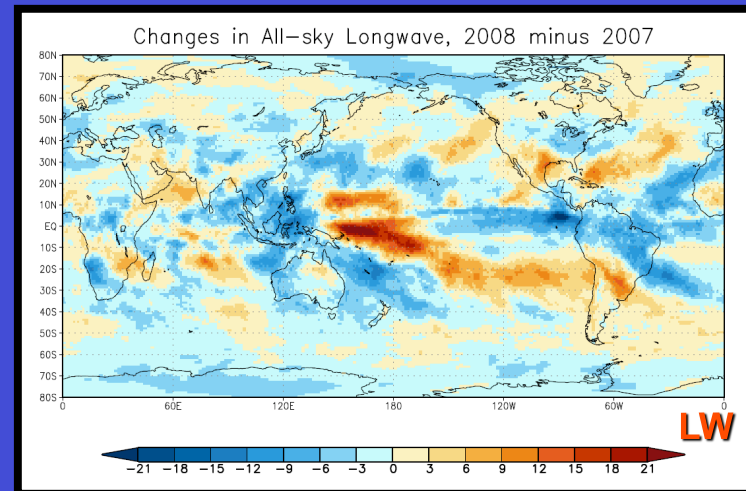 Changes in All-sky Longwave, 2008 minus 2007
80N
70N
60N
50N
40N
30N
20N
10N
EQ
10S
20S
30S
40S
50S
60S
70S
80S
0 60E 120E 180 120W 60W 0
LW
-21 -18 -15 -12 -9 -6 -3 0 3 6 9 12 15 18 21